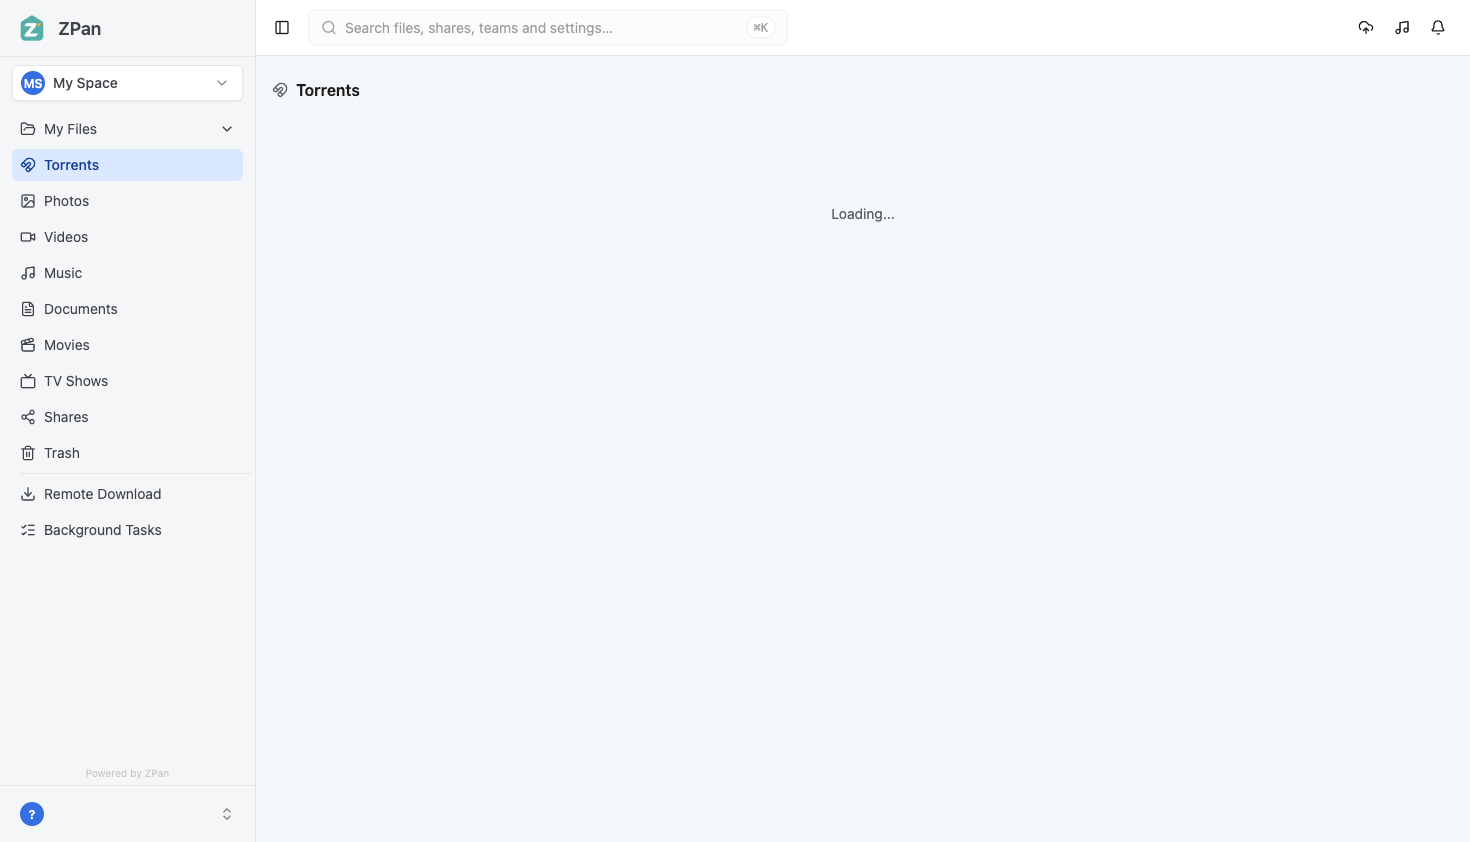 ZPan
Search files, shares, teams and settings...
⌘K
MS
My Space
My Files
Torrents
Photos
Videos
Music
Documents
Movies
TV Shows
Shares
Trash
Remote Download
Background Tasks
Powered by ZPan
?
Torrents
Loading...